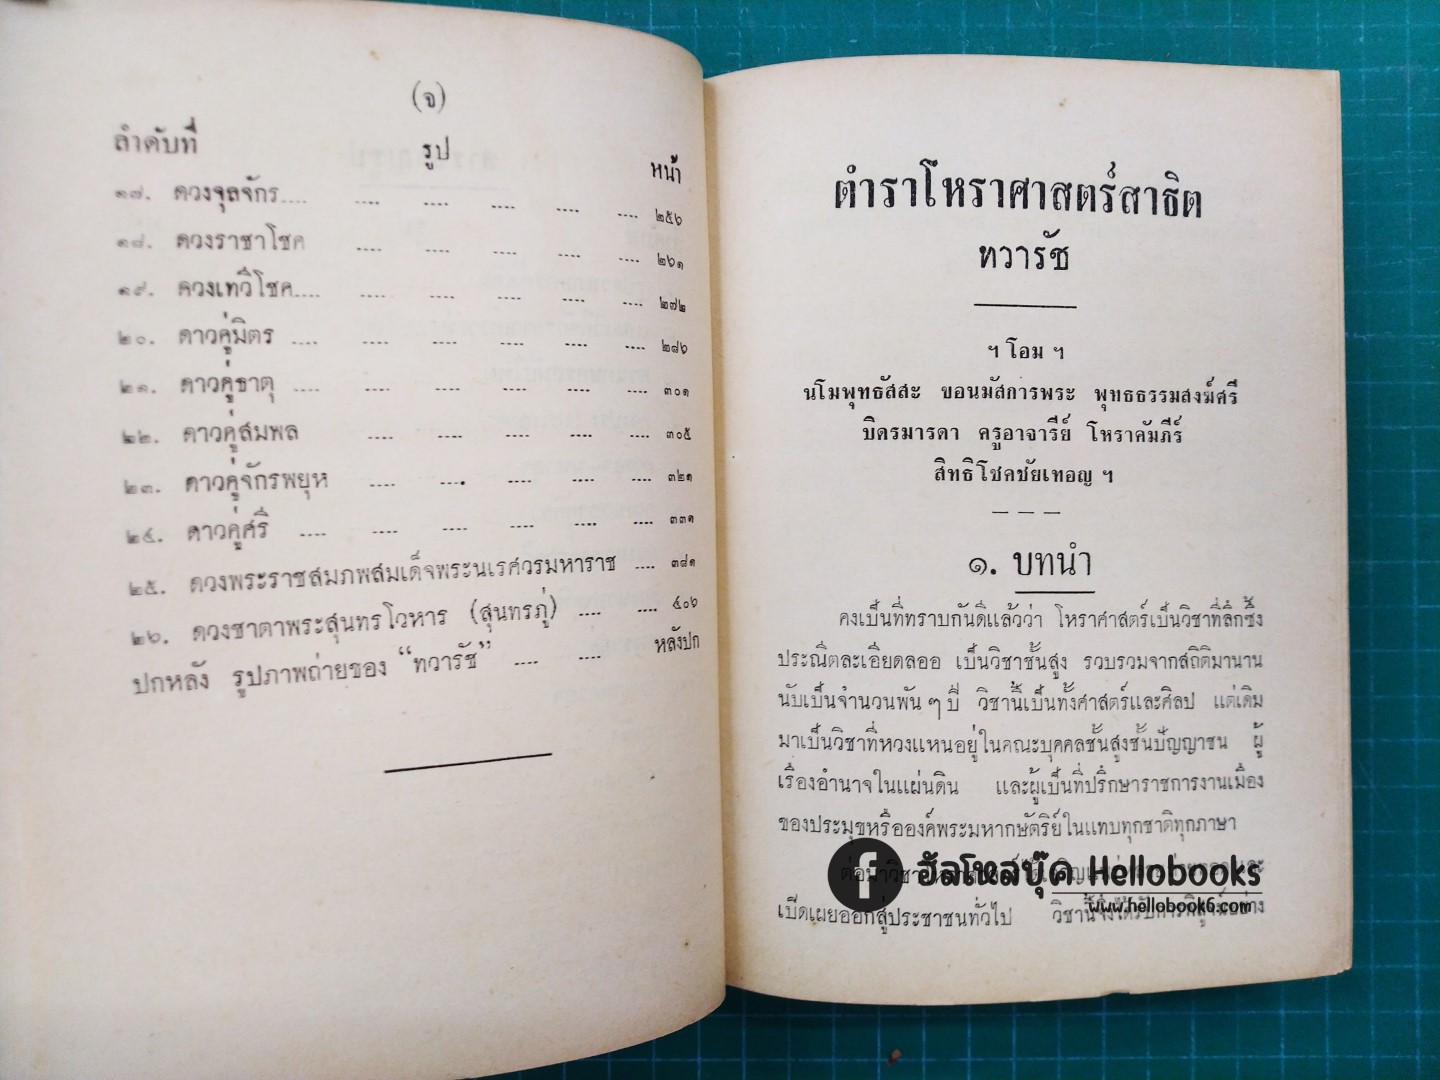 (จ)
ลำดับที่ รูป หน้า
๑๗. ดวงจุลจักร.... .... .... .... .... .... ๒๕๖
๑๘. ดวงราชาโชค .... .... .... .... .... ๒๖๑
๑๙. ดวงเทวีโชค.... .... .... .... .... .... ๒๗๒
๒๐. ดาวคู่มิตร .... .... .... .... .... .... ๒๘๖
๒๑. ดาวคู่ธาตุ .... .... .... .... .... .... ๓๐๑
๒๒. ดาวคู่สมพล .... .... .... .... .... ๓๐๕
๒๓. ดาวคู่จักรพยุห .... .... .... .... .... ๓๒๑
๒๔. ดาวคู่ศรี .... .... .... .... .... .... ๓๓๑
๒๕. ดวงพระราชสมภพสมเด็จพระนเรศวรมหาราช .... ๓๘๑
๒๖. ดวงชาตาพระสุนทรโวหาร (สุนทรภู่) .... .... ๔๐๖
ปกหลัง รูปภาพถ่ายของ “ทวารัช” .... .... หลังปก
ตำราโหราศาสตร์สาธิต
ทวารัช
ฯ โอม ฯ
นโมพุทธัสสะ ขอนมัสการพระ พุทธธรรมสงฆ์ศรี
บิดรมารดา ครูอาจารีย์ โหราคัมภีร์
สิทธิโชคชัยเทอญ ฯ
๑. บทนำ
คงเป็นที่ทราบกันดีแล้วว่า โหราศาสตร์เป็นวิชาที่ลึกซึ้ง
ประณีตละเอียดลออ เป็นวิชาชั้นสูง รวบรวมจากสถิติมานาน
นับเป็นจำนวนพัน ๆ ปี วิชานี้เป็นทั้งศาสตร์และศิลป แต่เดิม
มาเป็นวิชาที่หวงแหนอยู่ในคณะบุคคลชั้นสูงชั้นปัญญาชน ผู้
เรืองอำนาจในแผ่นดิน และผู้เป็นที่ปรึกษาราชการงานเมือง
ของประมุขหรือองค์พระมหากษัตริย์ในแทบทุกชาติทุกภาษา
ต่อมาวิชา
เปิดเผยออกสู่ประชาชนทั่วไป วิชานี้จึงได้รับการพิสูจน์อย่าง
f ฮัลโหลบุ๊ค Hellobooks
www.hellobook6.com